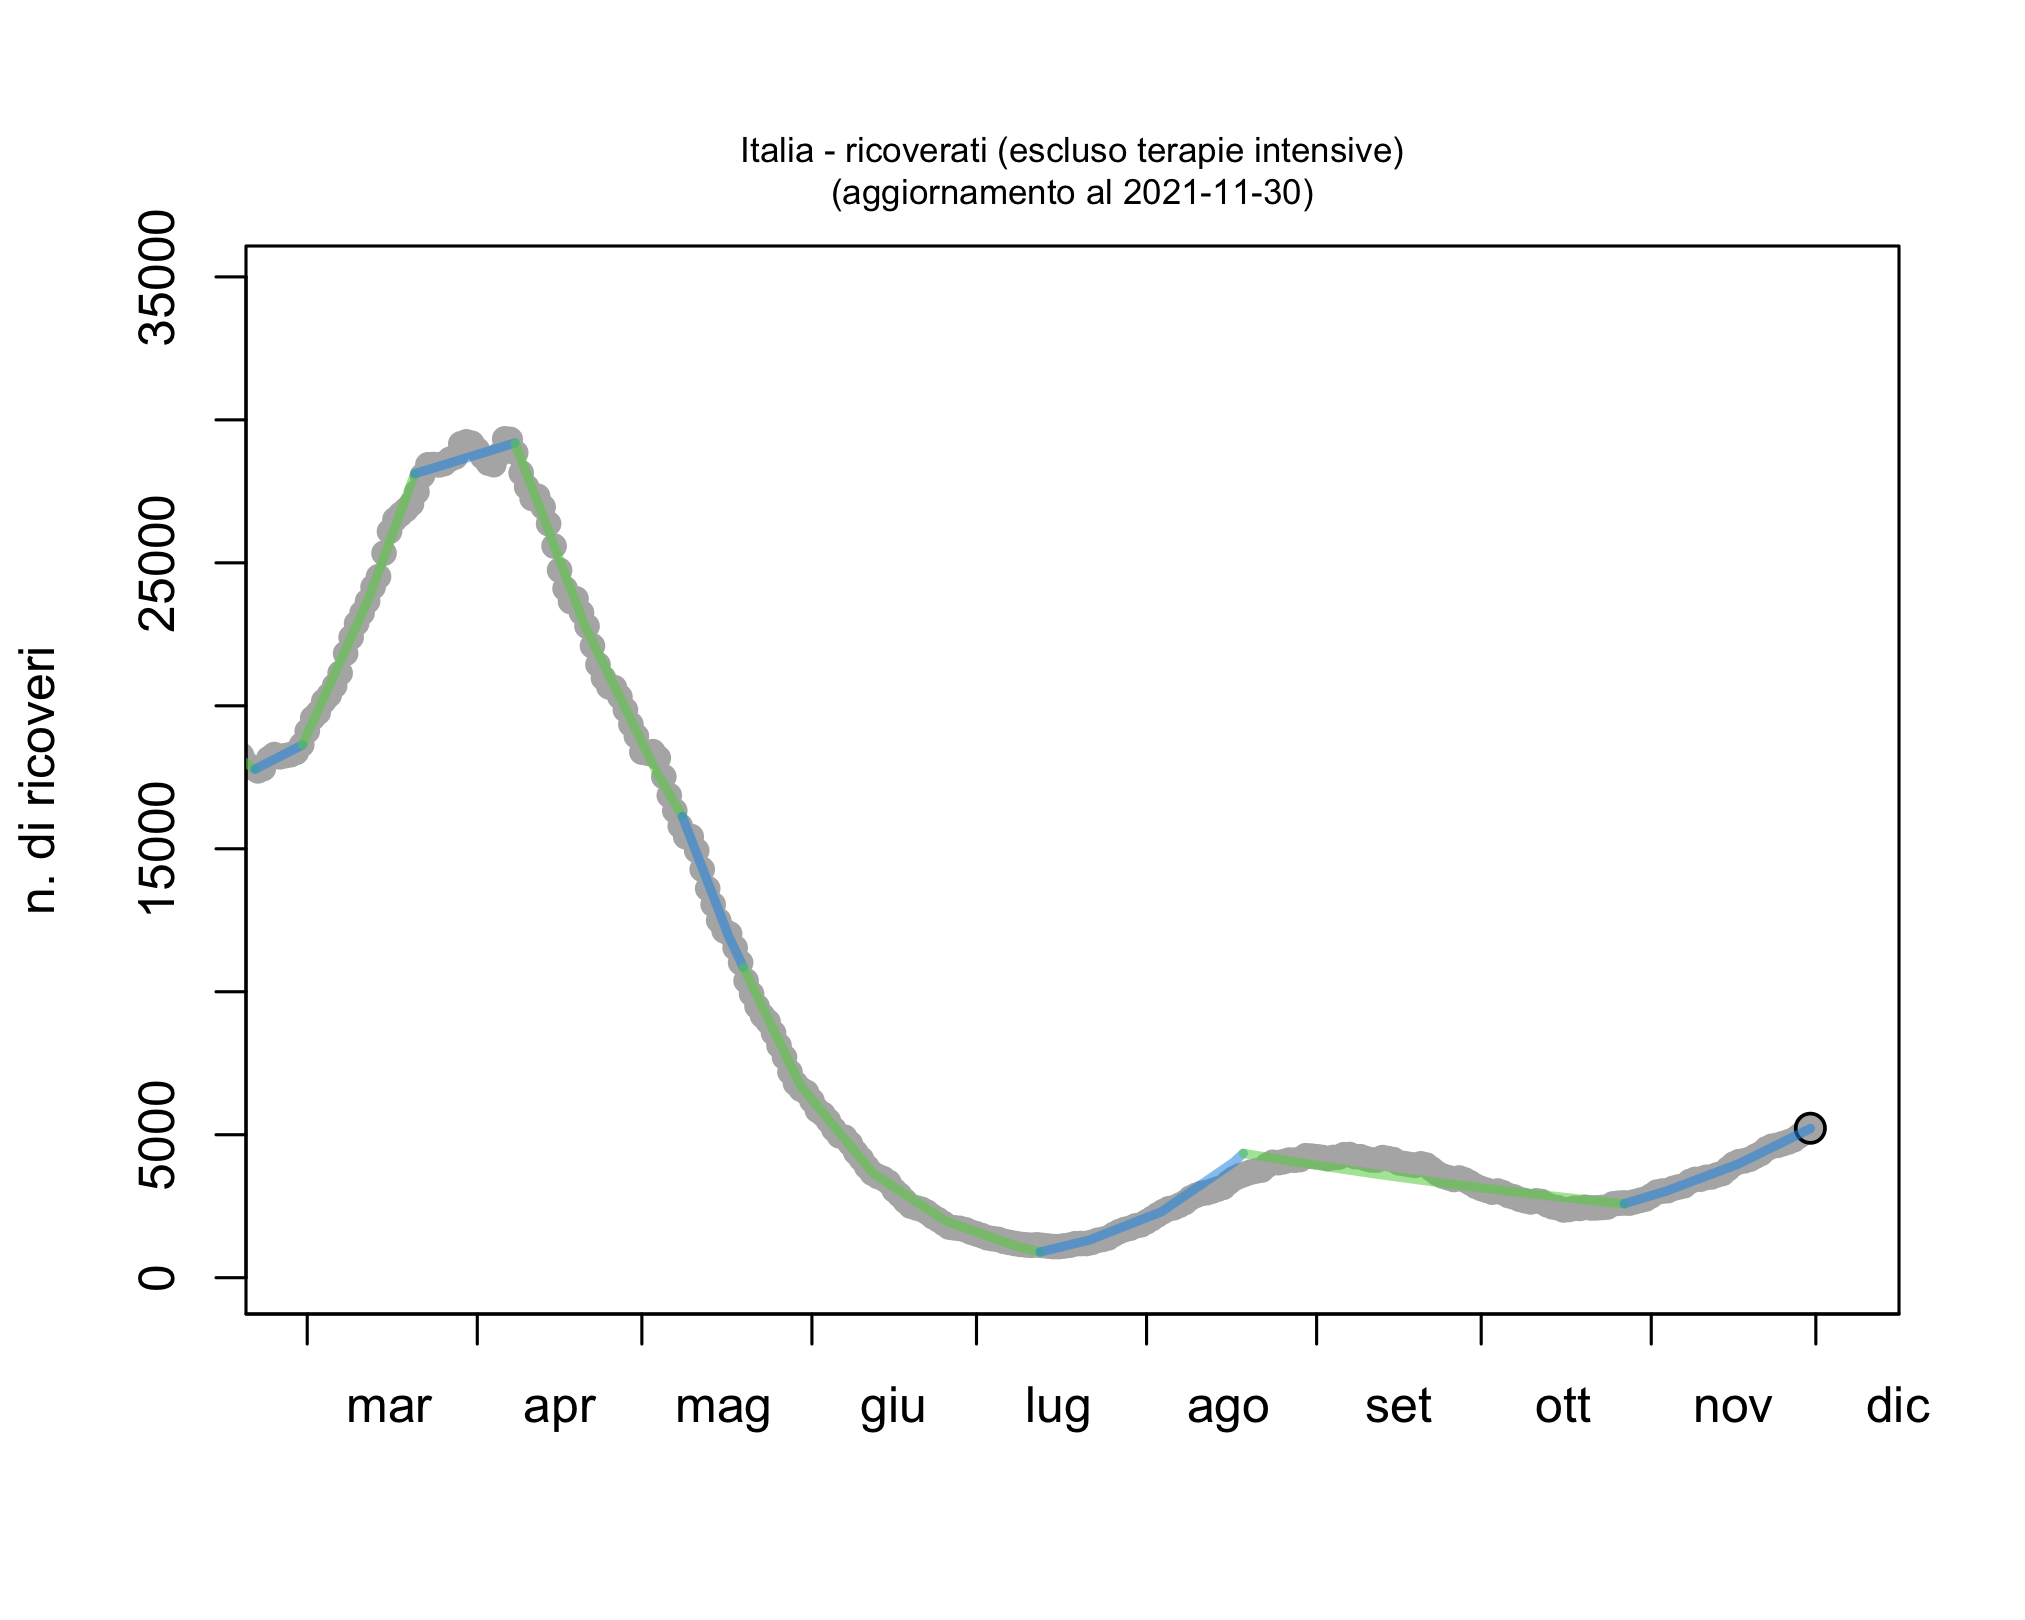 Italia - ricoverati (escluso terapie intensive)
(aggiornamento al 2021-11-30)
n. di ricoveri
35000
25000
15000
5000
0
mar apr mag giu lug ago set ott nov dic